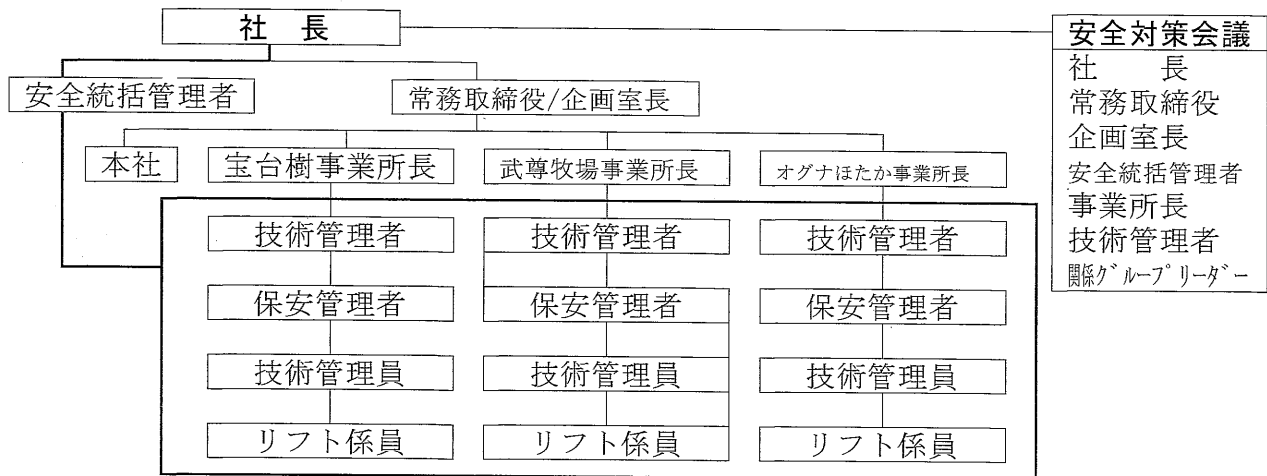 社 長
安全統括管理者
常務取締役/企画室長
本社
宝台樹事業所長
武尊牧場事業所長
オグナほたか事業所長
技術管理者
技術管理者
技術管理者
保安管理者
保安管理者
保安管理者
技術管理員
技術管理員
技術管理員
リフト係員
リフト係員
リフト係員
安全対策会議
社 長
常務取締役
企画室長
安全統括管理者
事業所長
技術管理者
関係グループリーダー